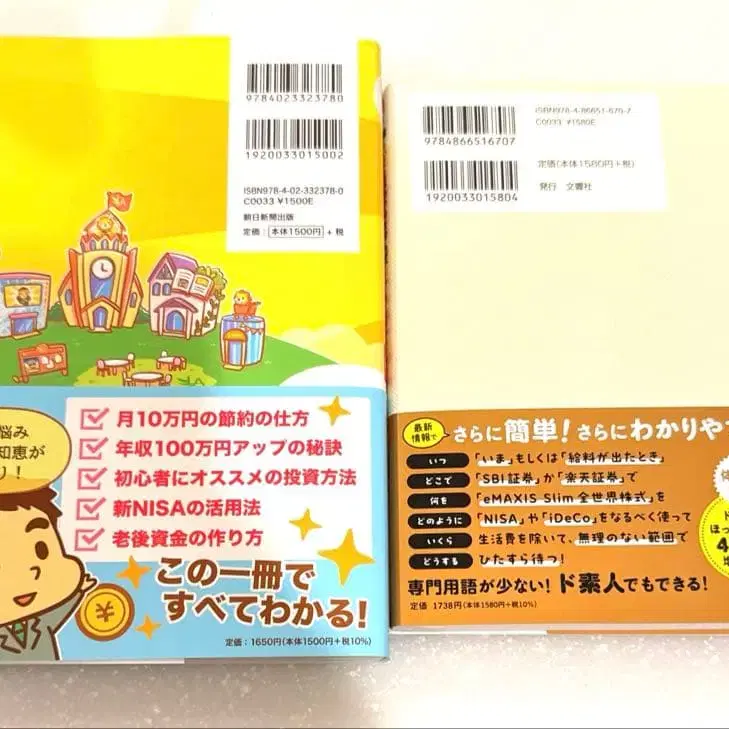 9784023323780
1920033015002
ISBN978-4-02-332378-0
C0033 ¥1500E
朝日新聞出版
定価:本体1500円+税
悩み
知恵が
り!
月10万円の節約の仕方
年収100万円アップの秘訣
初心者にオススメの投資方法
新NISAの活用法
老後資金の作り方
この一冊で
すべてわかる!
定価:1650円(本体1500円+税10%)
ISBN978-4-86651-670-7
C0033 ¥1580E
9784866516707
定価(本体1580円+税)
発行 文響社
1920033015804
最新
情報で
さらに簡単!さらにわかりや
いつ 「いま」もしくは「給料が出たとき」
どこで 「SBI証券」か「楽天証券」で
何を 「eMAXIS Slim 全世界株式」を
どのように 「NISA」や「iDeCo」をなるべく使って
いくら 生活費を除いて、無理のない範囲で
どうする ひたすら待つ!
専門用語が少ない!ド素人でもできる!
定価 1738円(本体1580円+税10%)
ほっ
4